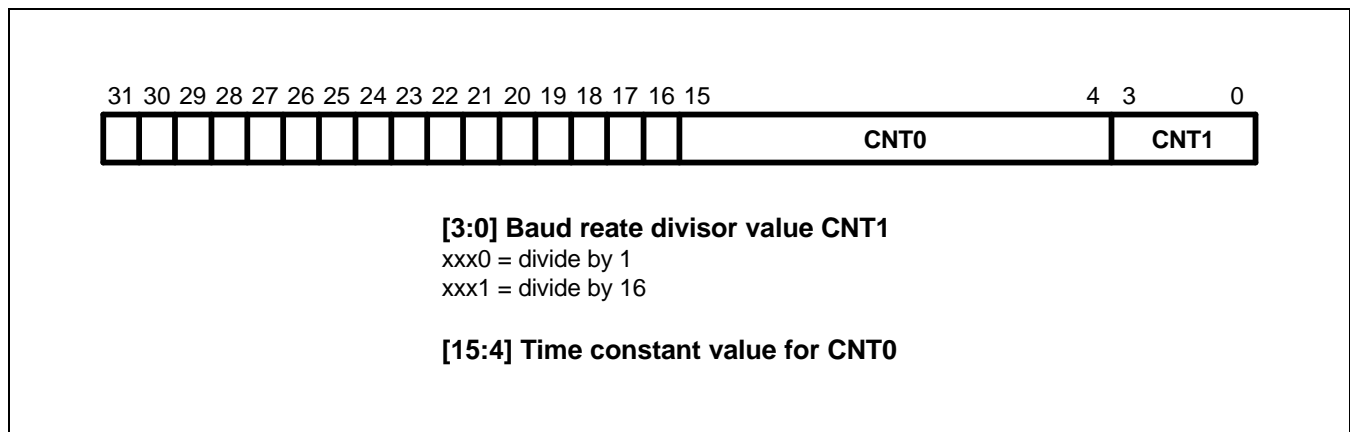 31 30 29 28 27 26 25 24 23 22 21 20 19 18 17 16 15 4 3 0
CNT0 CNT1
[3:0] Baud reate divisor value CNT1
xxx0 = divide by 1
xxx1 = divide by 16
[15:4] Time constant value for CNT0